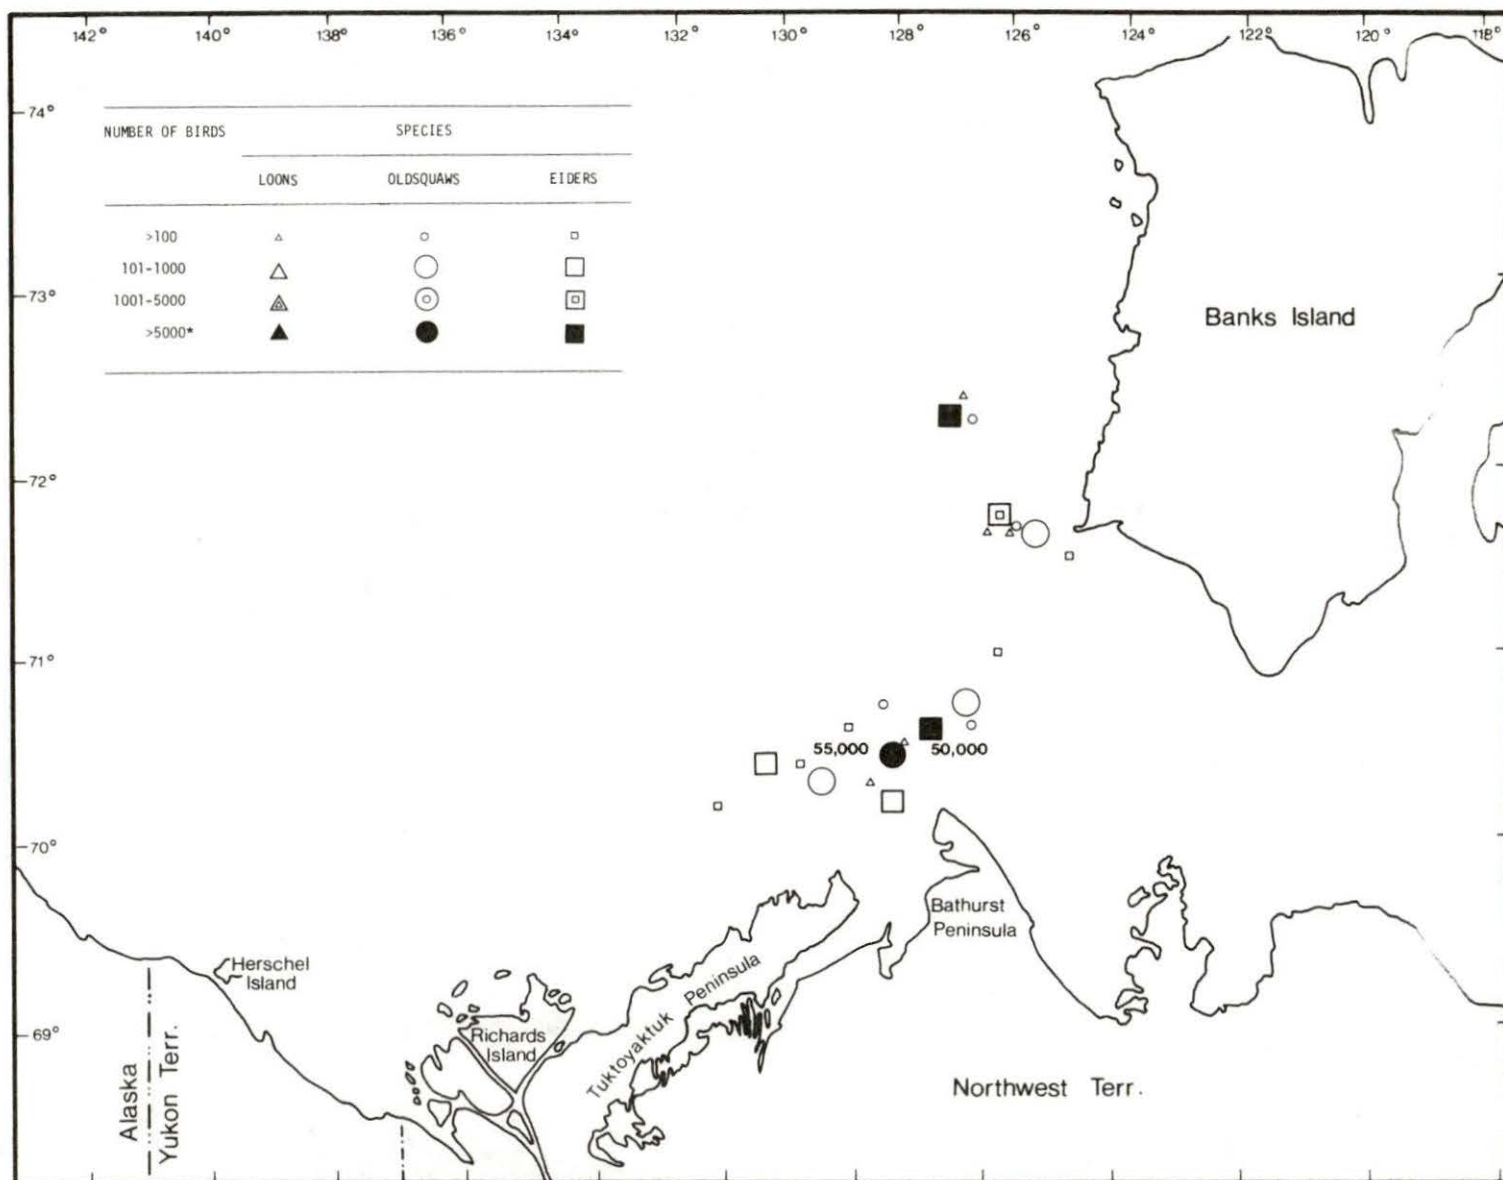 142° 140° 138° 136° 134° 132° 130° 128° 126° 124° 122° 120° 118°
74°
NUMBER OF BIRDS SPECIES
LOONS OLDSQUAWS EIDERS
>100
101-1000
1001-5000
>5000*
73°
Banks Island
72°
71°
55,000 50,000
70°
Bathurst
Peninsula
Herschel
Island
Tuktoyaktuk Peninsula
69°
Richards
Island
Alaska
Yukon Terr.
Northwest Terr.